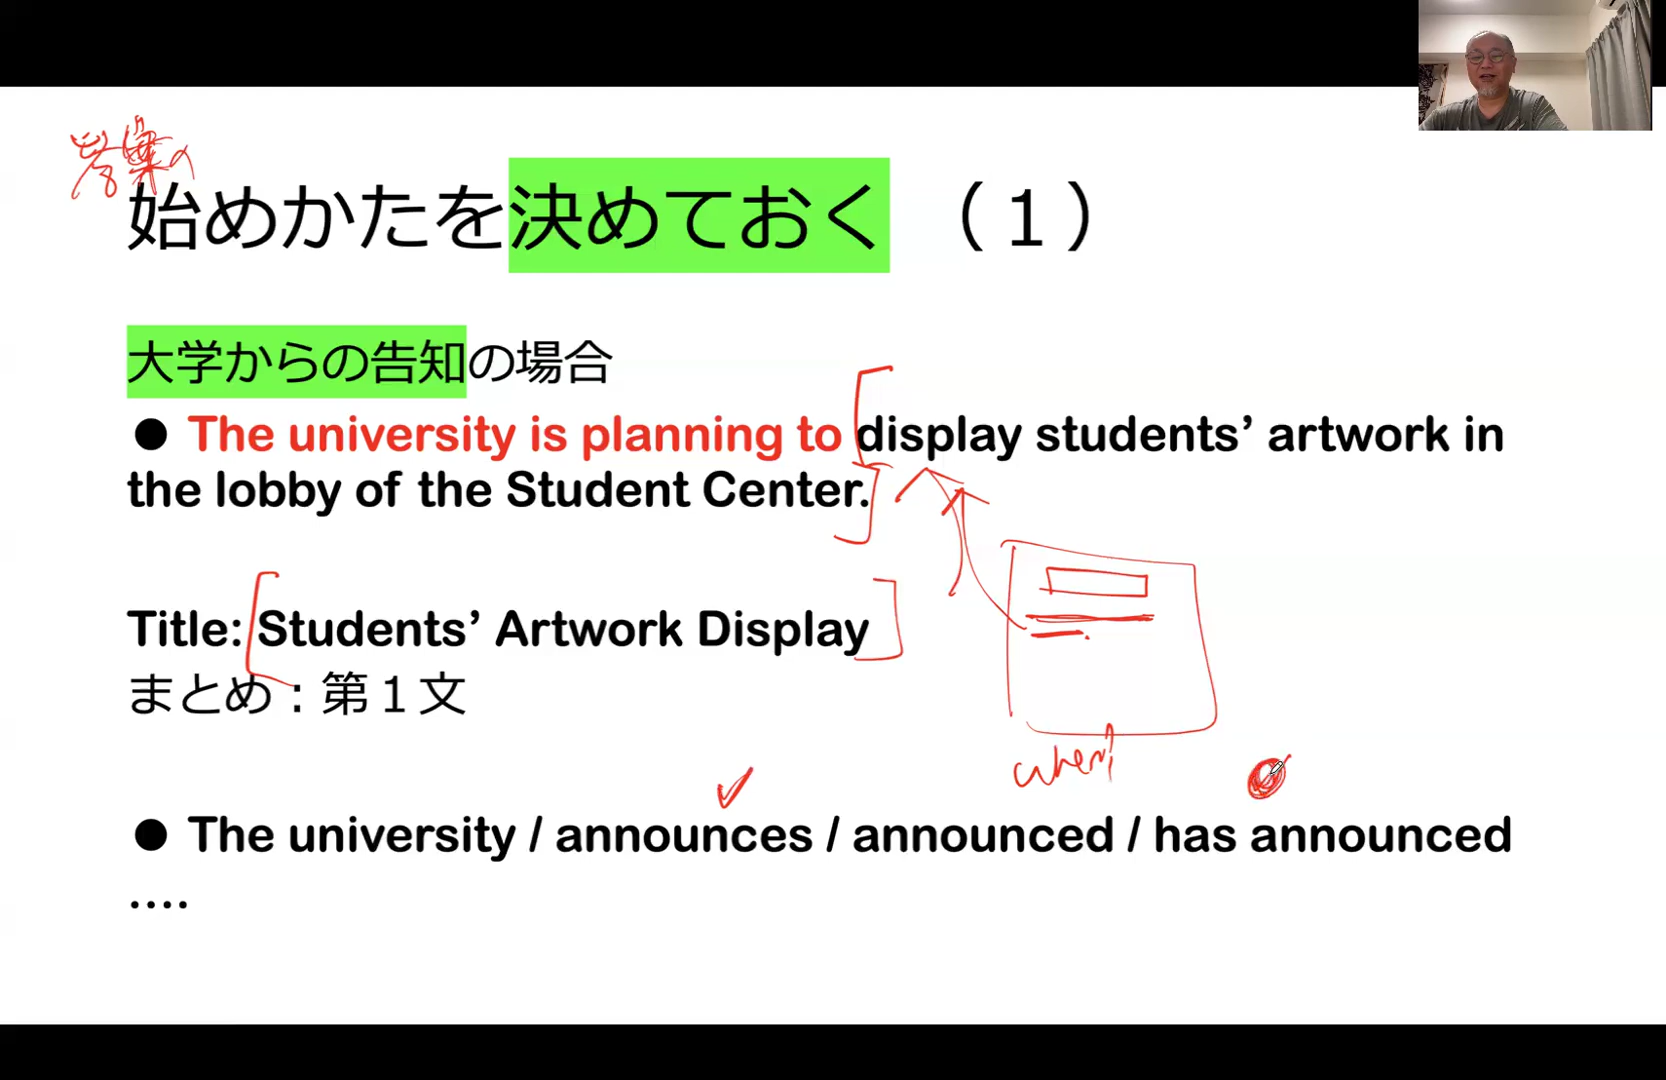 答案の
始めかたを決めておく（１）
大学からの告知の場合
● The university is planning to display students’ artwork in
the lobby of the Student Center.
Title: Students’ Artwork Display
まとめ：第１文
when?
● The university / announces / announced / has announced
....